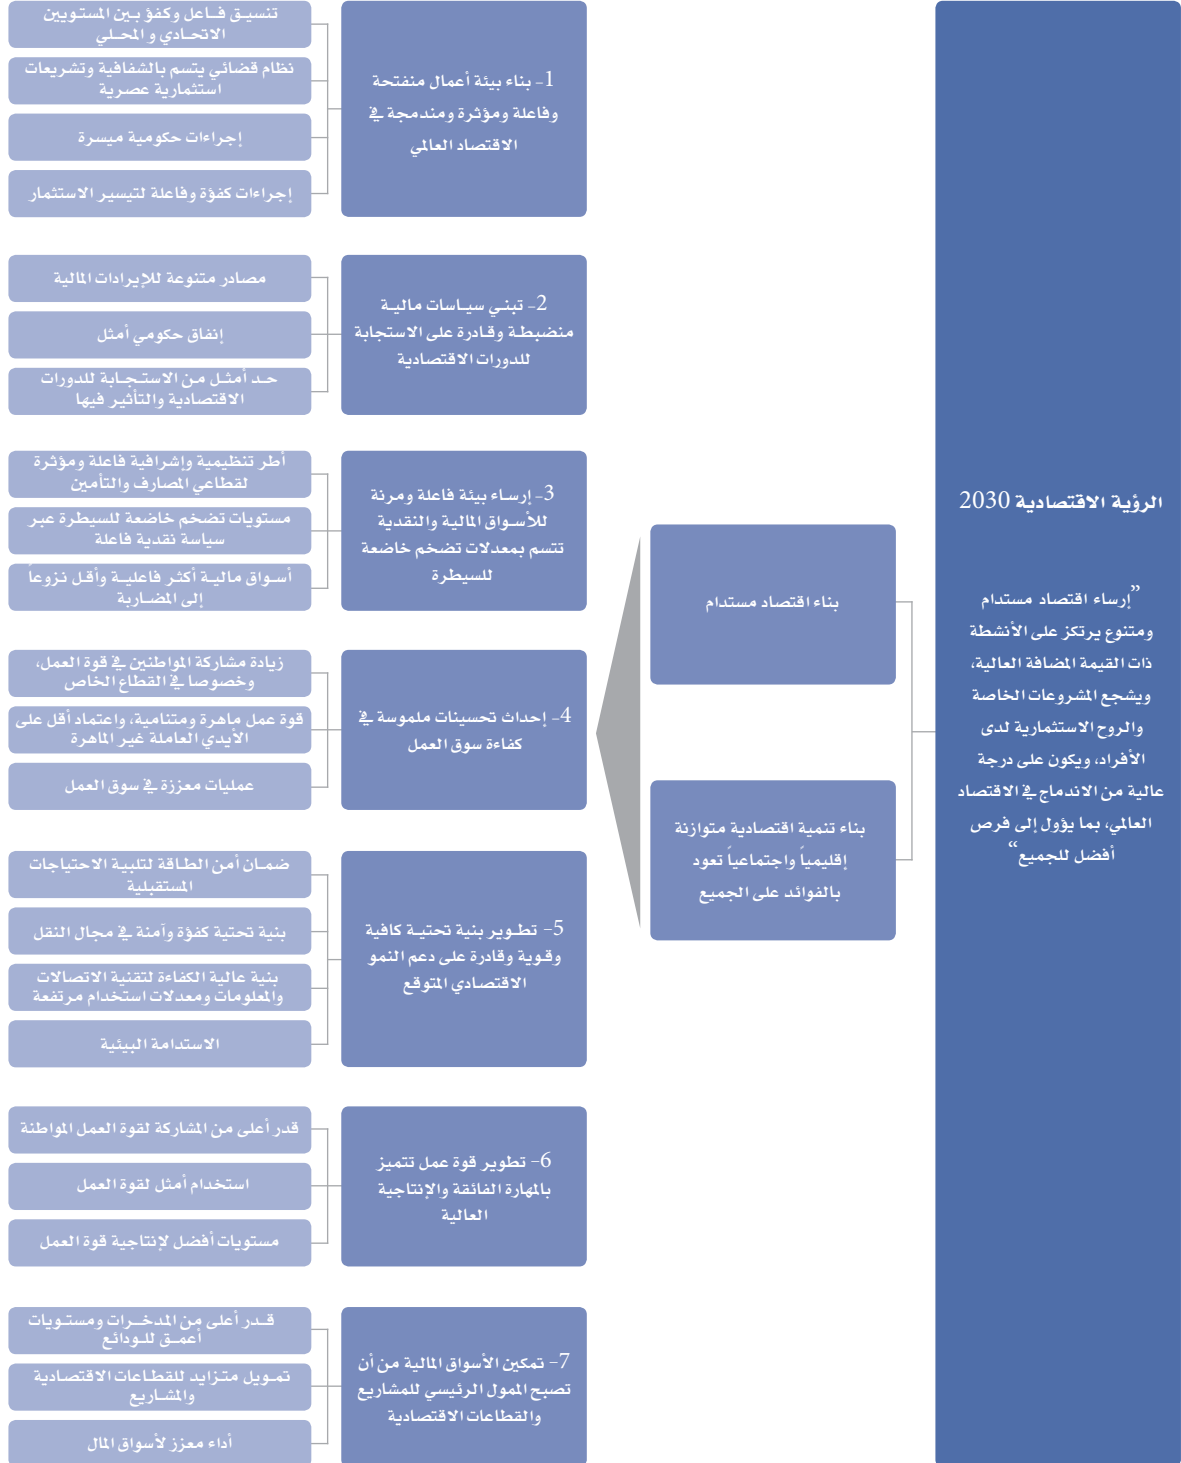 الرؤية الاقتصادية 2030
”إرساء اقتصاد مستدام
ومتنوع يرتكز على الأنشطة
ذات القيمة المضافة العالية،
ويشجع المشروعات الخاصة
والروح الاستثمارية لدى
الأفراد، ويكون على درجة
عالية من الاندماج في الاقتصاد
العالمي، بما يؤول إلى فرص
أفضل للجميع“
بناء اقتصاد مستدام
بناء تنمية اقتصادية متوازنة
إقليمياً واجتماعياً تعود
بالفوائد على الجميع
1- بناء بيئة أعمال منفتحة
وفاعلة ومؤثرة ومندمجة في
الاقتصاد العالمي
تنسيق فاعل وكفؤ بين المستويين
الاتحادي و المحلي
نظام قضائي يتسم بالشفافية وتشريعات
استثمارية عصرية
إجراءات حكومية ميسرة
إجراءات كفؤة وفاعلة لتيسير الاستثمار
2- تبني سياسات مالية
منضبطة وقادرة على الاستجابة
للدورات الاقتصادية
مصادر متنوعة للإيرادات المالية
إنفاق حكومي أمثل
حد أمثل من الاستجابة للدورات
الاقتصادية والتأثير فيها
3- إرساء بيئة فاعلة ومرنة
للأسواق المالية والنقدية
تتسم بمعدلات تضخم خاضعة
للسيطرة
أطر تنظيمية وإشرافية فاعلة ومؤثرة
لقطاعي المصارف والتأمين
مستويات تضخم خاضعة للسيطرة عبر
سياسة نقدية فاعلة
أسواق مالية أكثر فاعلية وأقل نزوعاً
إلى المضاربة
4- إحداث تحسينات ملموسة في
كفاءة سوق العمل
زيادة مشاركة المواطنين في قوة العمل،
وخصوصا في القطاع الخاص
قوة عمل ماهرة ومتنامية، واعتماد أقل على
الأيدي العاملة غير الماهرة
عمليات معززة في سوق العمل
5- تطوير بنية تحتية كافية
وقوية وقادرة على دعم النمو
الاقتصادي المتوقع
ضمان أمن الطاقة لتلبية الاحتياجات
المستقبلية
بنية تحتية كفؤة وآمنة في مجال النقل
بنية عالية الكفاءة لتقنية الاتصالات
والمعلومات ومعدلات استخدام مرتفعة
الاستدامة البيئية
6- تطوير قوة عمل تتميز
بالمهارة الفائقة والإنتاجية
العالية
قدر أعلى من المشاركة لقوة العمل المواطنة
استخدام أمثل لقوة العمل
مستويات أفضل لإنتاجية قوة العمل
7- تمكين الأسواق المالية من أن
تصبح الممول الرئيسي للمشاريع
والقطاعات الاقتصادية
قدر أعلى من المدخرات ومستويات
أعمق للودائع
تمويل متزايد للقطاعات الاقتصادية
والمشاريع
أداء معزز لأسواق المال